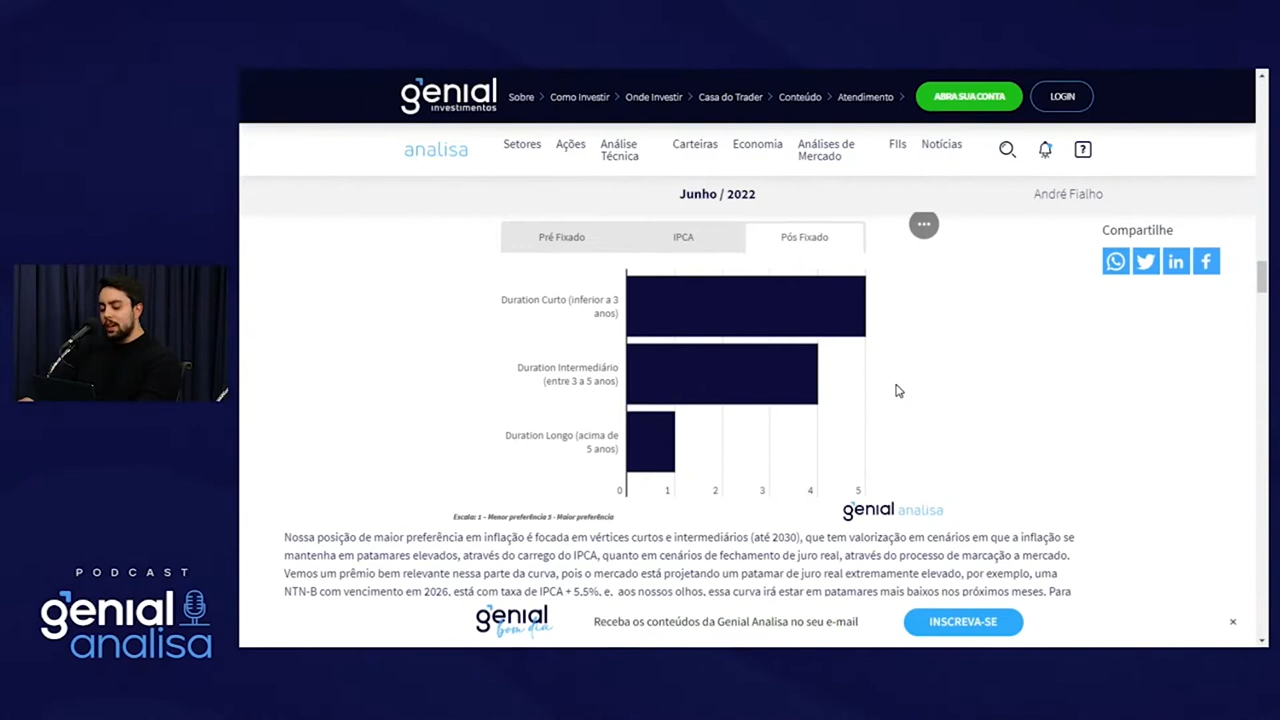 genial
investimentos
Sobre
Como Investir
Onde Investir
Casa do Trader
Conteúdo
Atendimento
ABRA SUA CONTA
LOGIN
analisa
Setores
Ações
Análise
Técnica
Carteiras
Economia
Análises de
Mercado
FIIs
Notícias
?
Junho / 2022
André Fialho
Compartilhe
Pré Fixado
IPCA
Pós Fixado
Duration Curto (inferior a 3
anos)
Duration Intermediário
(entre 3 a 5 anos)
Duration Longo (acima de
5 anos)
0 1 2 3 4 5
Escala: 1 – Menor preferência 5 - Maior preferência
genial analisa
Nossa posição de maior preferência em inflação é focada em vértices curtos e intermediários (até 2030), que tem valorização em cenários em que a inflação se
mantenha em patamares elevados, através do carrego do IPCA, quanto em cenários de fechamento de juro real, através do processo de marcação a mercado.
Vemos um prêmio bem relevante nessa parte da curva, pois o mercado está projetando um patamar de juro real extremamente elevado, por exemplo, uma
NTN-B com vencimento em 2026, está com taxa de IPCA + 5,5%, e, aos nossos olhos, essa curva irá estar em patamares mais baixos nos próximos meses. Para
genial
bom dia
Receba os conteúdos da Genial Analisa no seu e-mail
INSCREVA-SE
PODCAST
genial
analisa